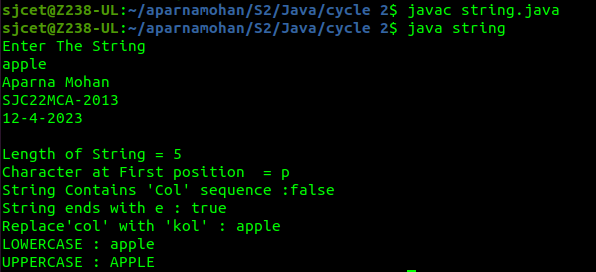 sjcet@Z238-UL:~/aparnamohan/S2/Java/cycle 2$ javac string.java
sjcet@Z238-UL:~/aparnamohan/S2/Java/cycle 2$ java string
Enter The String
apple
Aparna Mohan
SJC22MCA-2013
12-4-2023

Length of String = 5
Character at First position  = p
String Contains 'Col' sequence :false
String ends with e : true
Replace'col' with 'kol' : apple
LOWERCASE : apple
UPPERCASE : APPLE